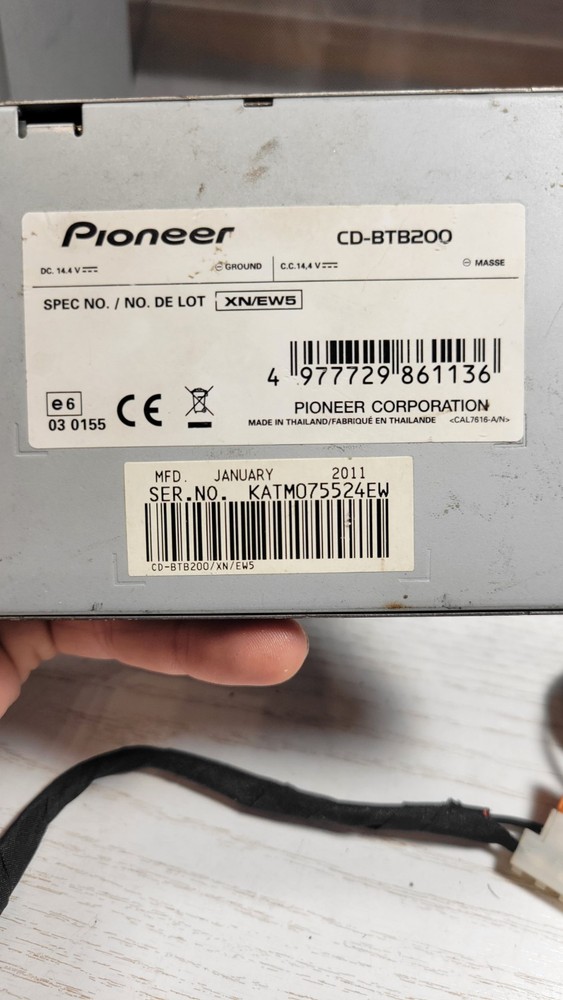 Pioneer
CD-BTB200
DC. 14.4 V
⊖ GROUND
C.C.14,4 V
⊖ MASSE
SPEC NO. / NO. DE LOT XN/EW5
4 977729 861136
e6
03 0155
CE
PIONEER CORPORATION
MADE IN THAILAND/FABRIQUÉ EN THAILANDE <CAL7616-A/N>
MFD. JANUARY 2011
SER.NO. KATM075524EW
CD-BTB200/XN/EW5